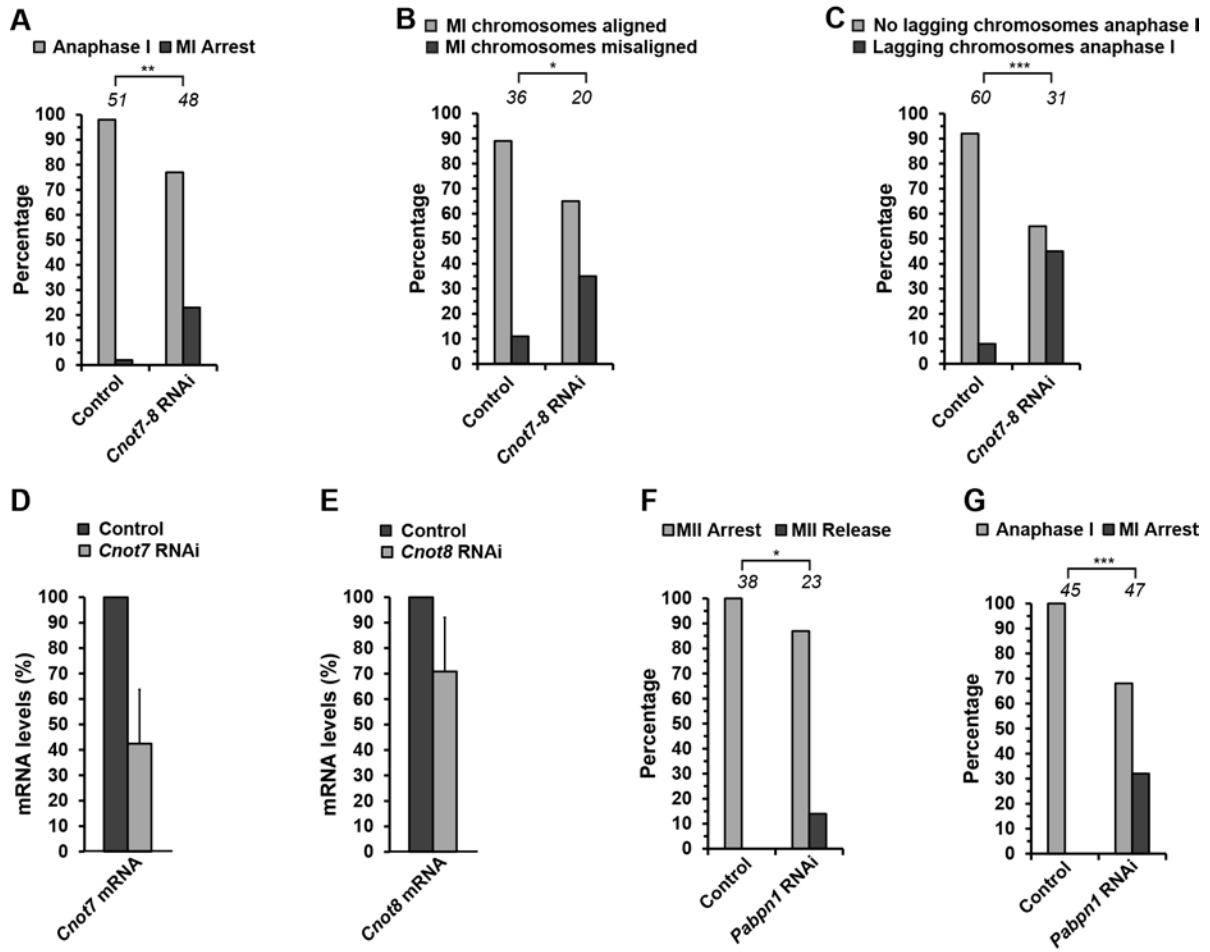 A
Anaphase I MI Arrest
**
51 48
100
90
80
70
60
50
40
30
20
10
0
Percentage
Control
Cnot7-8 RNAi
B
MI chromosomes aligned
MI chromosomes misaligned
*
36 20
100
90
80
70
60
50
40
30
20
10
0
Percentage
Control
Cnot7-8 RNAi
C
No lagging chromosomes anaphase I
Lagging chromosomes anaphase I
***
60 31
100
90
80
70
60
50
40
30
20
10
0
Percentage
Control
Cnot7-8 RNAi
D
Control
Cnot7 RNAi
100
90
80
70
60
50
40
30
20
10
0
mRNA levels (%)
Cnot7 mRNA
E
Control
Cnot8 RNAi
100
90
80
70
60
50
40
30
20
10
0
mRNA levels (%)
Cnot8 mRNA
F
MII Arrest MII Release
*
38 23
100
90
80
70
60
50
40
30
20
10
0
Percentage
Control
Pabpn1 RNAi
G
Anaphase I MI Arrest
***
45 47
100
90
80
70
60
50
40
30
20
10
0
Percentage
Control
Pabpn1 RNAi